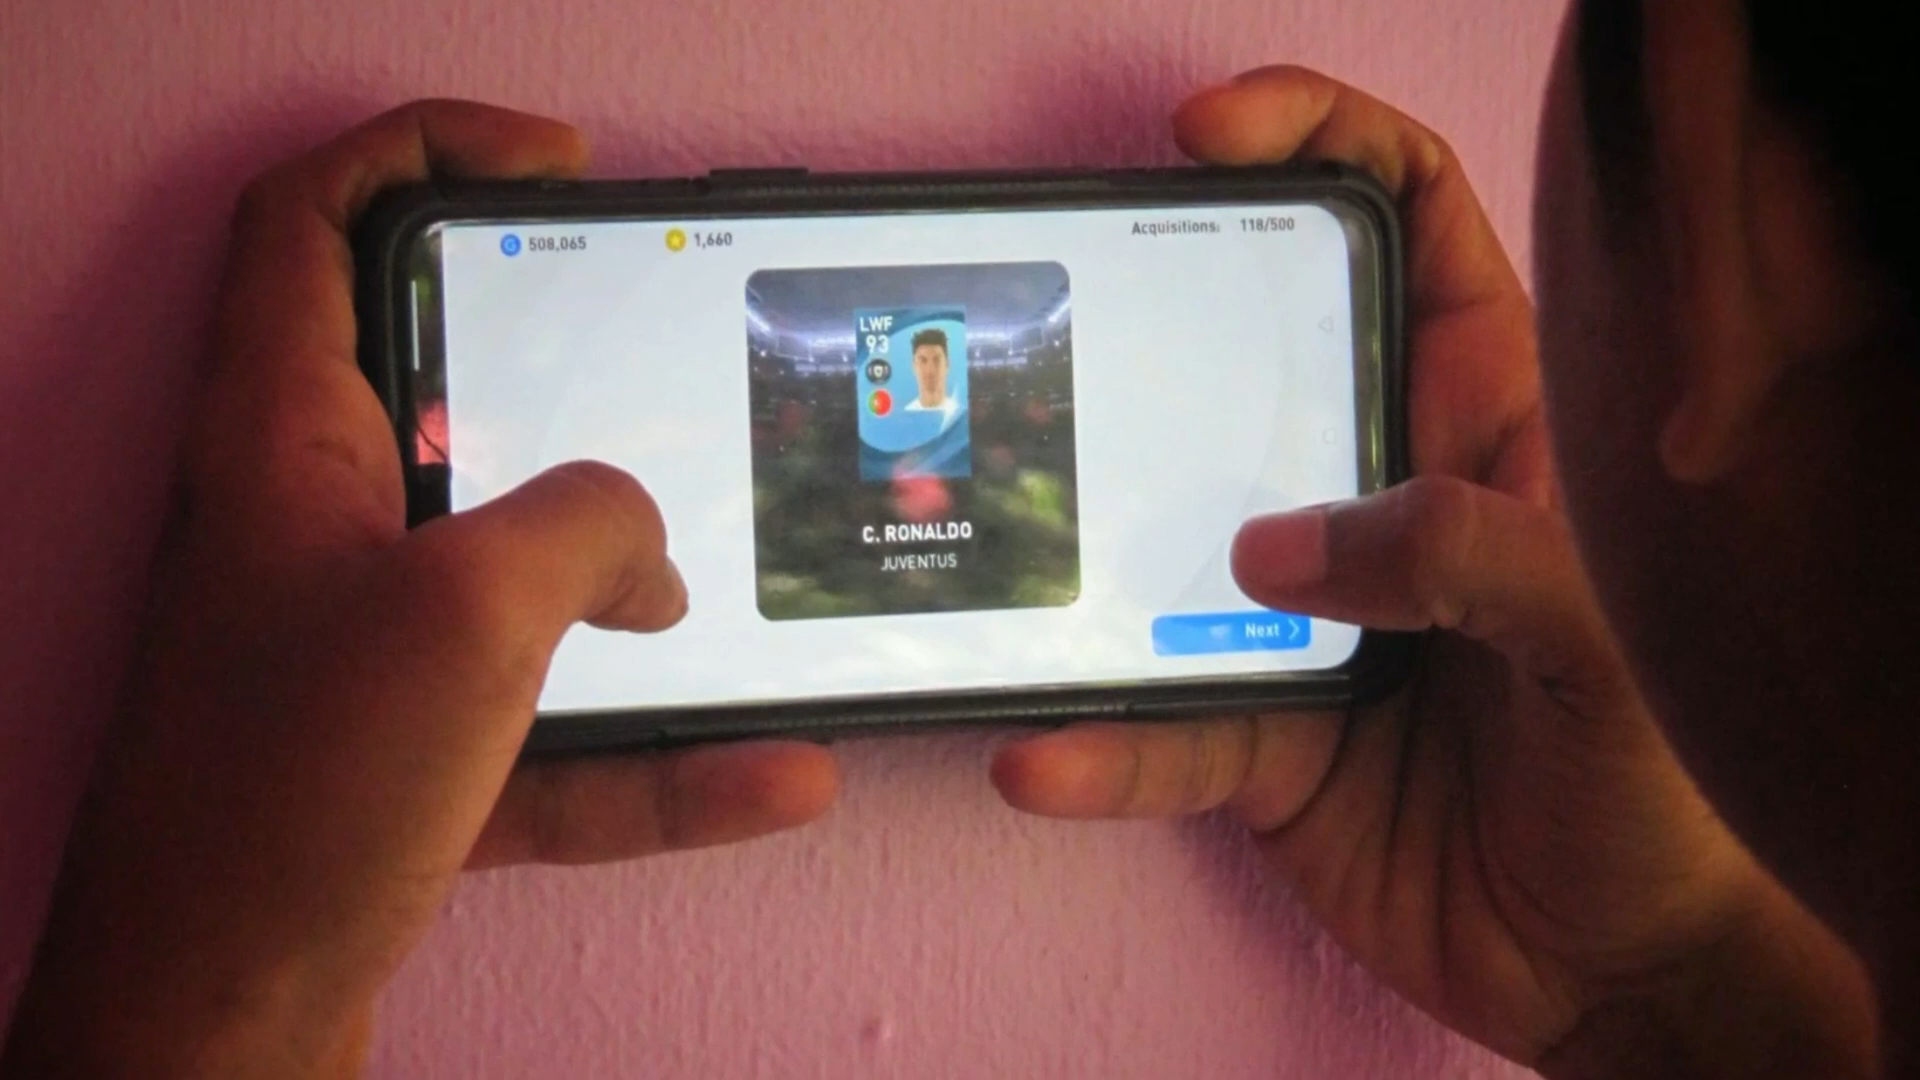 508,065
1,660
Acquisitions: 118/500
LWF
93
C. RONALDO
JUVENTUS
Next